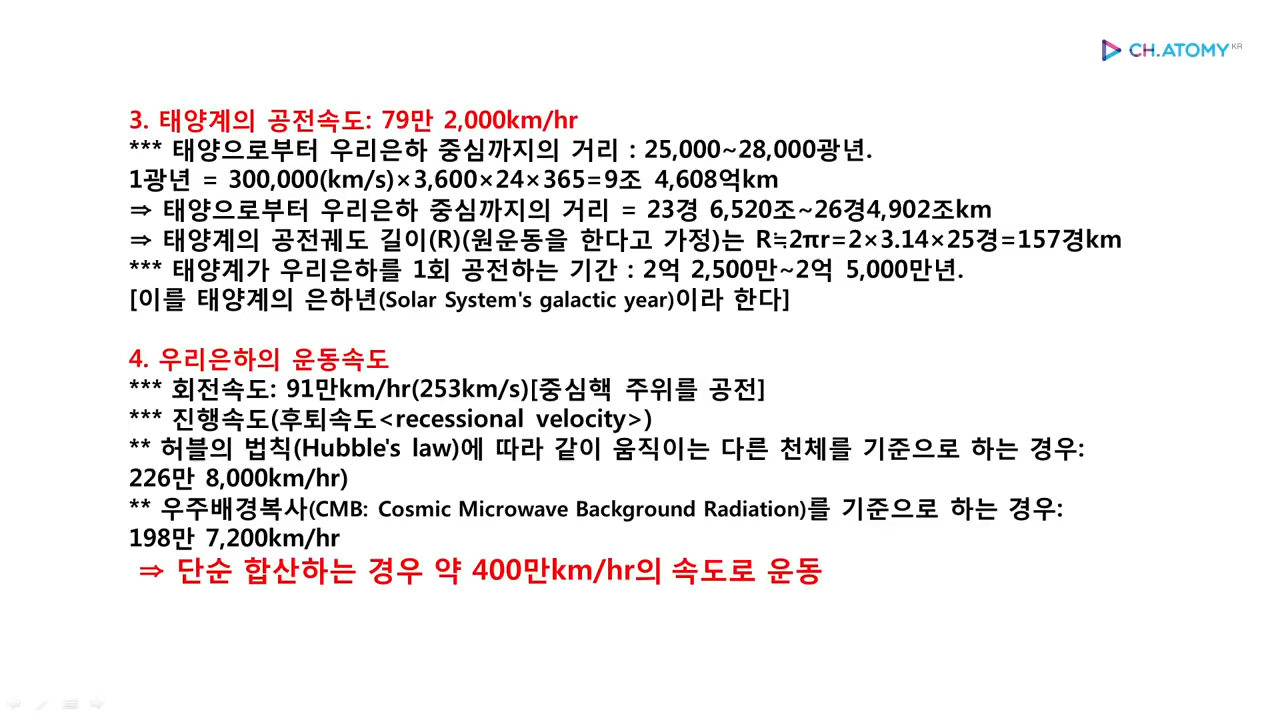 CH.ATOMY KR
3. 태양계의 공전속도: 79만 2,000km/hr
*** 태양으로부터 우리은하 중심까지의 거리 : 25,000~28,000광년.
1광년 = 300,000(km/s)×3,600×24×365=9조 4,608억km
⇒ 태양으로부터 우리은하 중심까지의 거리 = 23경 6,520조~26경4,902조km
⇒ 태양계의 공전궤도 길이(R)(원운동을 한다고 가정)는 R≒2πr=2×3.14×25경=157경km
*** 태양계가 우리은하를 1회 공전하는 기간 : 2억 2,500만~2억 5,000만년.
[이를 태양계의 은하년(Solar System's galactic year)이라 한다]
4. 우리은하의 운동속도
*** 회전속도: 91만km/hr(253km/s)[중심핵 주위를 공전]
*** 진행속도(후퇴속도<recessional velocity>)
** 허블의 법칙(Hubble's law)에 따라 같이 움직이는 다른 천체를 기준으로 하는 경우:
226만 8,000km/hr)
** 우주배경복사(CMB: Cosmic Microwave Background Radiation)를 기준으로 하는 경우:
198만 7,200km/hr
⇒ 단순 합산하는 경우 약 400만km/hr의 속도로 운동